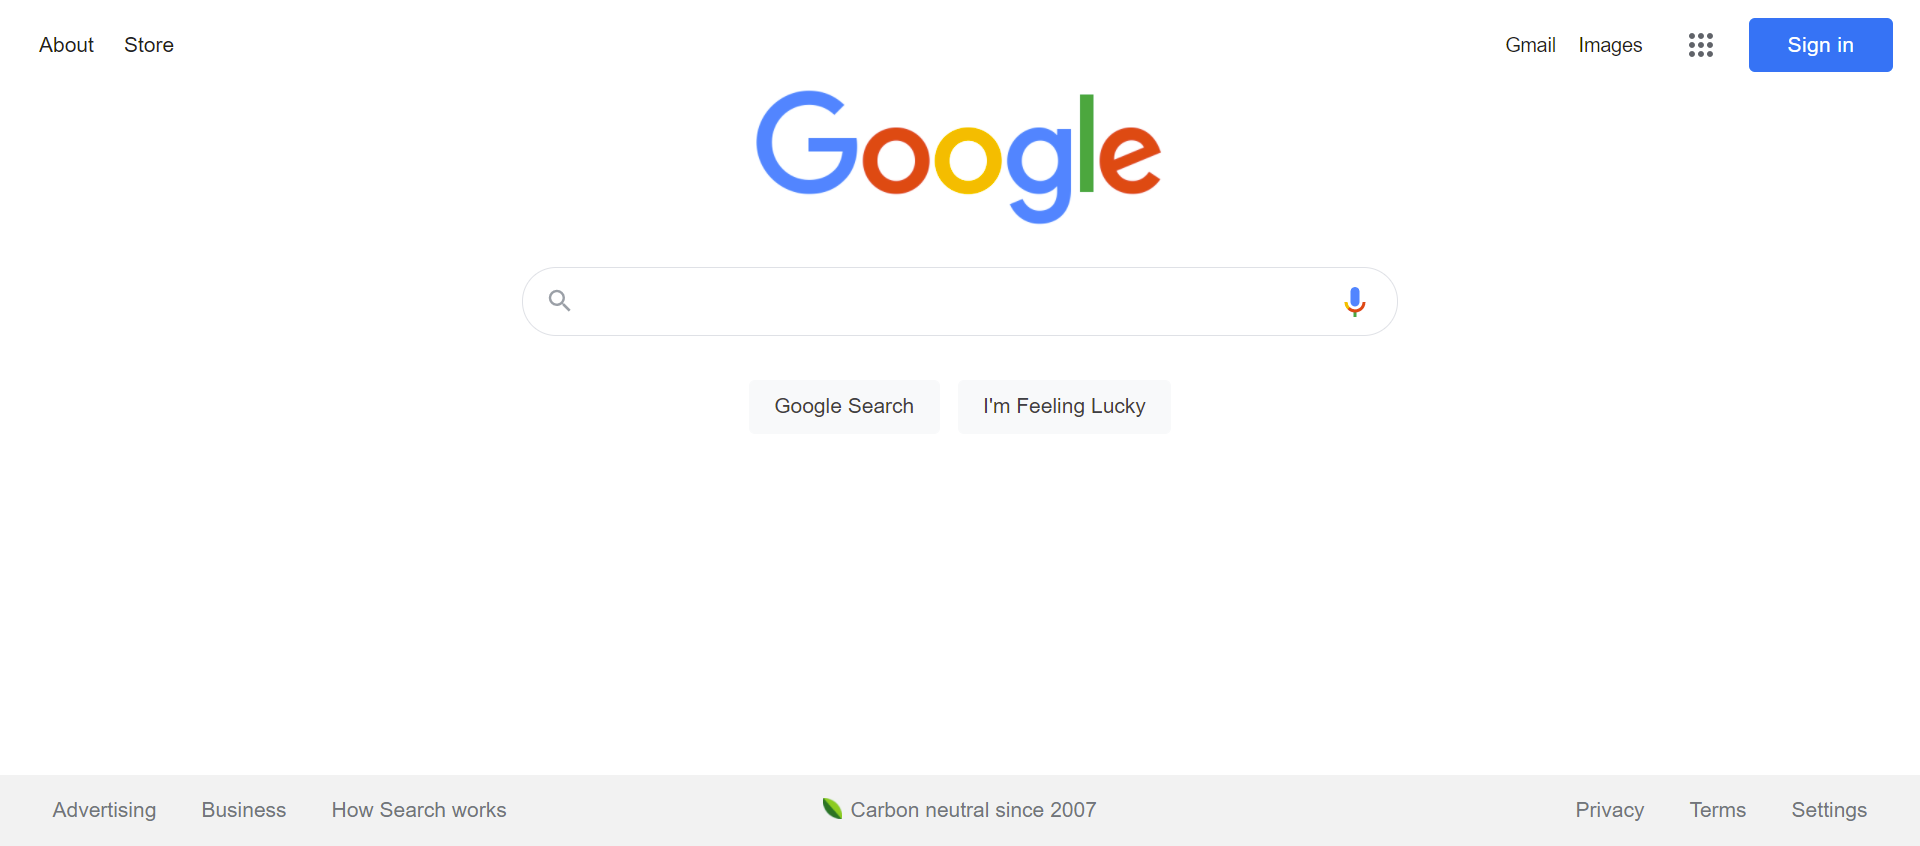 About Store Gmail Images Sign in
Google
Google Search I'm Feeling Lucky
Advertising Business How Search works Carbon neutral since 2007 Privacy Terms Settings